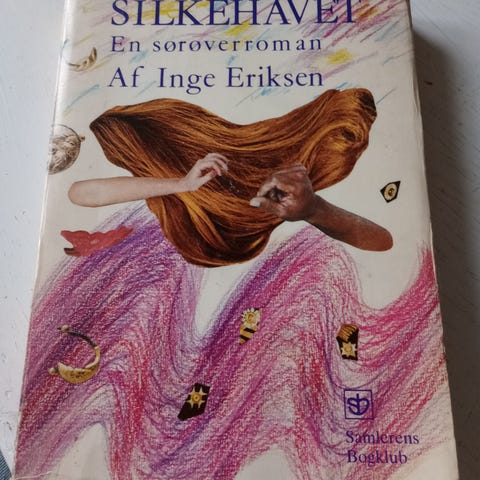 SILKEHAVET
En sørøverroman
Af Inge Eriksen
Samlerens
Bogklub